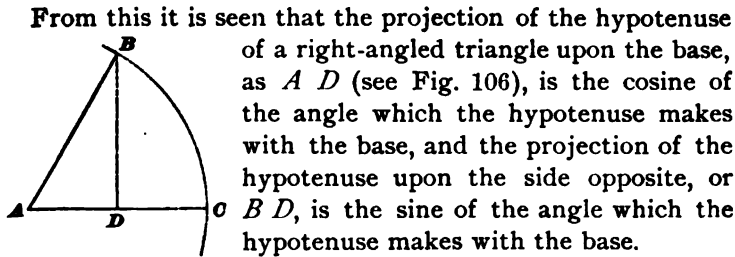 From this it is seen that the projection of the hypotenuse
of a right-angled triangle upon the base,
as A D (see Fig. 106), is the cosine of
the angle which the hypotenuse makes
with the base, and the projection of the
hypotenuse upon the side opposite, or
B D, is the sine of the angle which the
hypotenuse makes with the base.
B
A
D
C